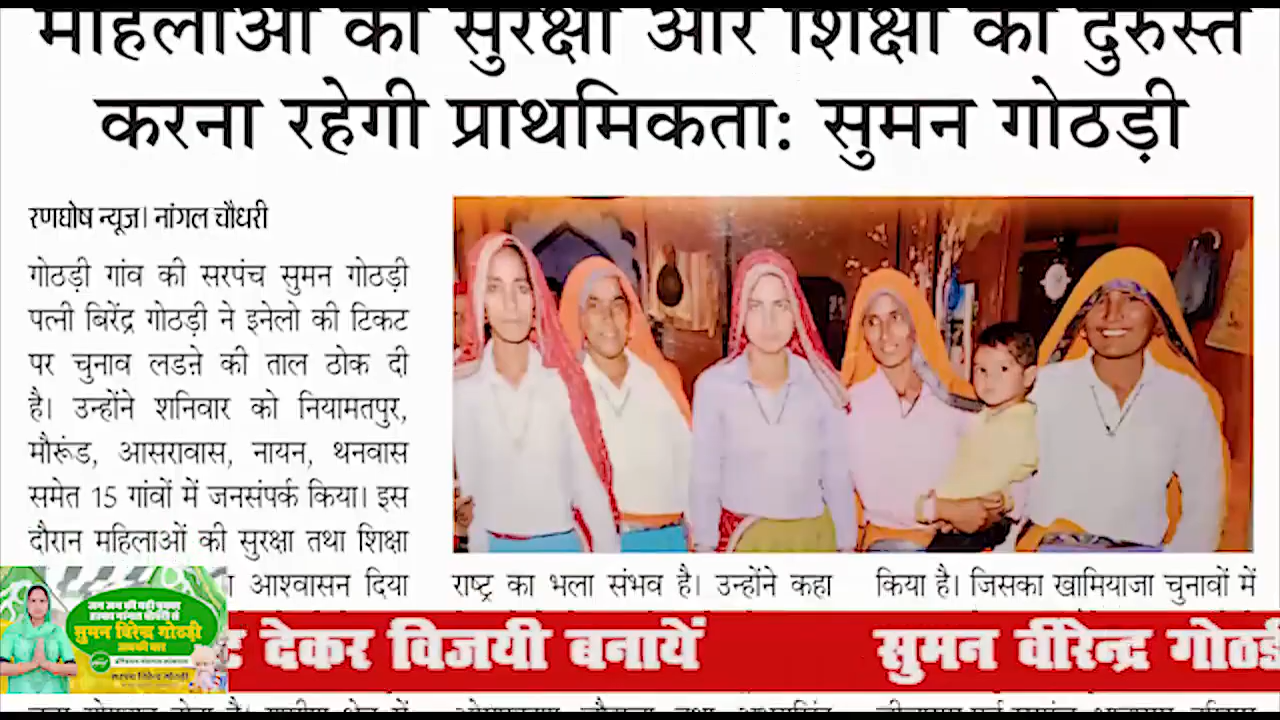 महिलाओं की सुरक्षा और शिक्षा को दुरुस्त
करना रहेगी प्राथमिकता: सुमन गोठड़ी
रणघोष न्यूज। नांगल चौधरी
गोठड़ी गांव की सरपंच सुमन गोठड़ी
पत्नी बिरेंद्र गोठड़ी ने इनेलो की टिकट
पर चुनाव लडऩे की ताल ठोक दी
है। उन्होंने शनिवार को नियामतपुर,
मौरूंड, आसरावास, नायन, थनवास
समेत 15 गांवों में जनसंपर्क किया। इस
दौरान महिलाओं की सुरक्षा तथा शिक्षा
आश्वासन दिया
राष्ट्र का भला संभव है। उन्होंने कहा
किया है। जिसका खामियाजा चुनावों में
सुमन बिरेन्द्र गोठड़ी
देकर विजयी बनायें
सुमन वीरेन्द्र